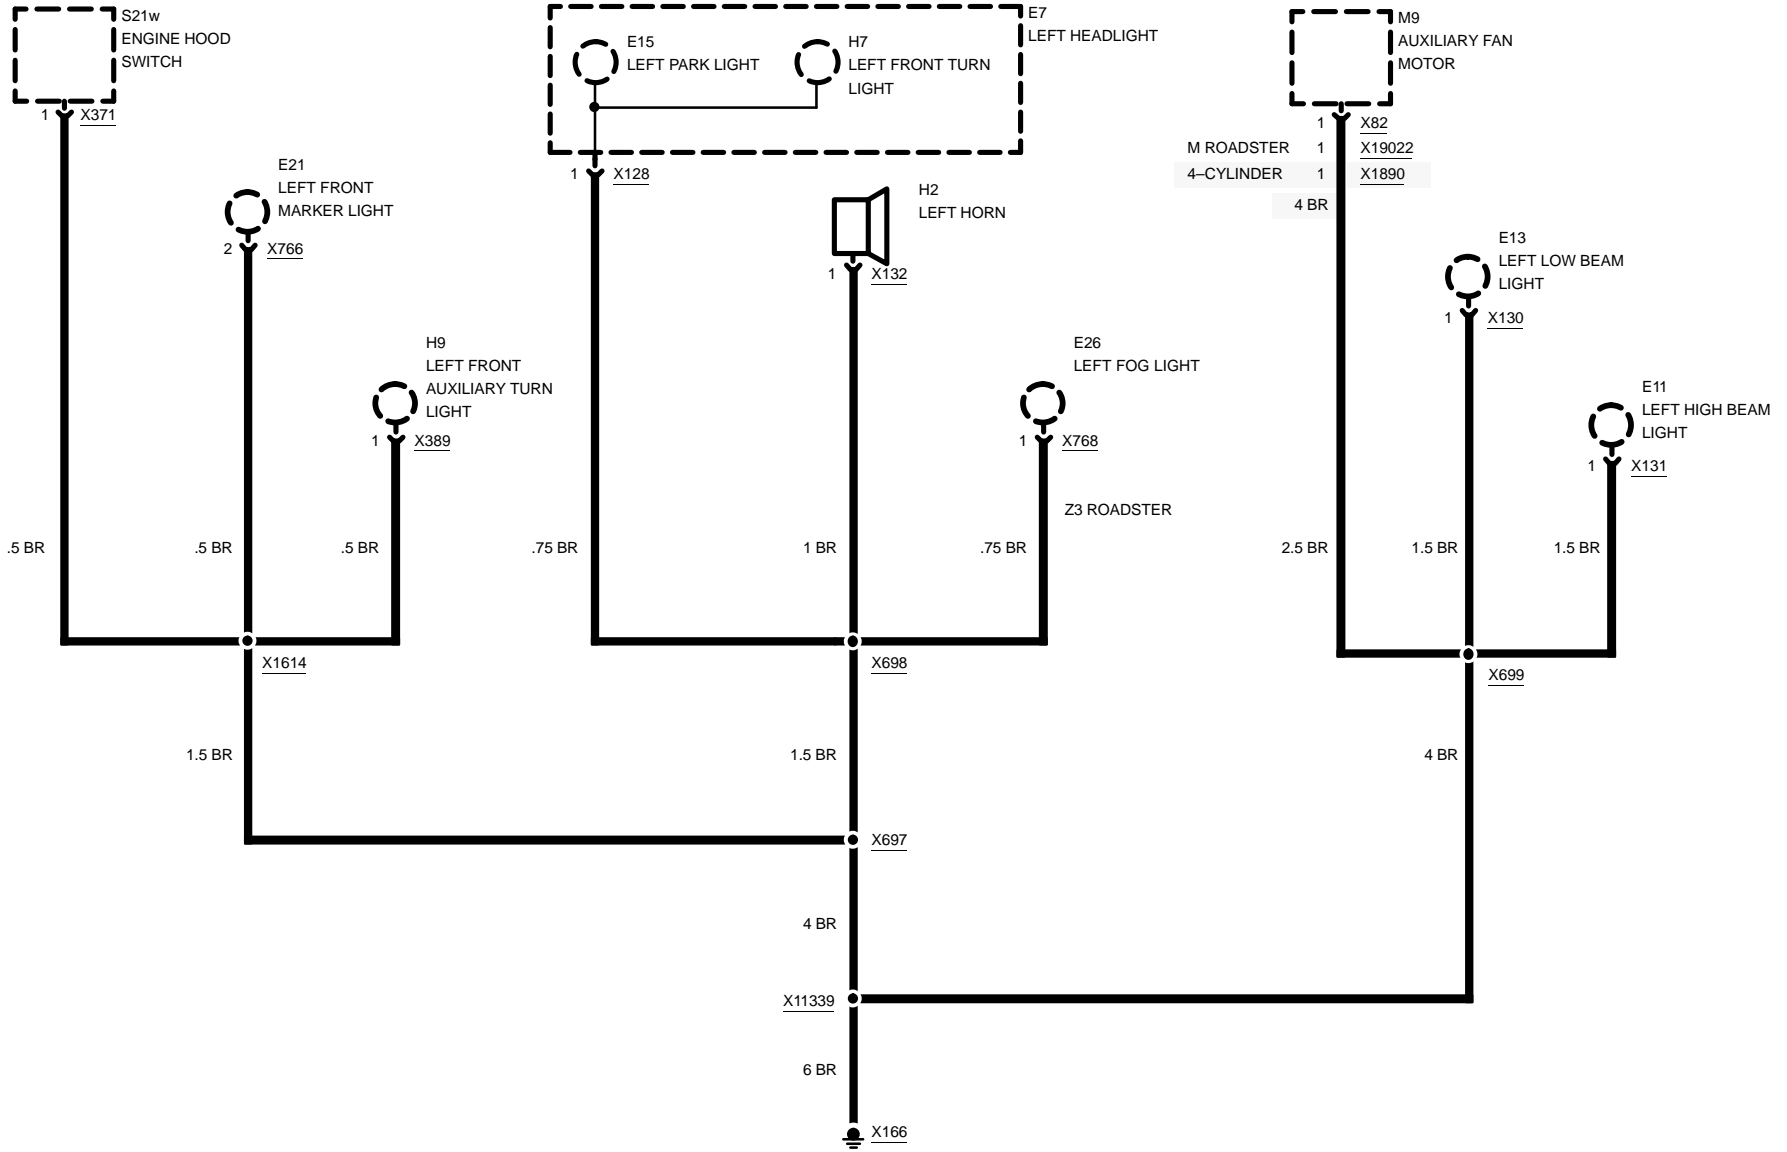 S21w
ENGINE HOOD
SWITCH
1 X371
E7
LEFT HEADLIGHT
E15
LEFT PARK LIGHT
H7
LEFT FRONT TURN
LIGHT
1 X128
M9
AUXILIARY FAN
MOTOR
1 X82
M ROADSTER 1 X19022
4–CYLINDER 1 X1890
4 BR
E21
LEFT FRONT
MARKER LIGHT
2 X766
H2
LEFT HORN
1 X132
E13
LEFT LOW BEAM
LIGHT
1 X130
H9
LEFT FRONT
AUXILIARY TURN
LIGHT
1 X389
E26
LEFT FOG LIGHT
1 X768
E11
LEFT HIGH BEAM
LIGHT
1 X131
Z3 ROADSTER
.5 BR
.5 BR
.5 BR
.75 BR
1 BR
.75 BR
2.5 BR
1.5 BR
1.5 BR
X1614
X698
X699
1.5 BR
1.5 BR
4 BR
X697
4 BR
X11339
6 BR
X166